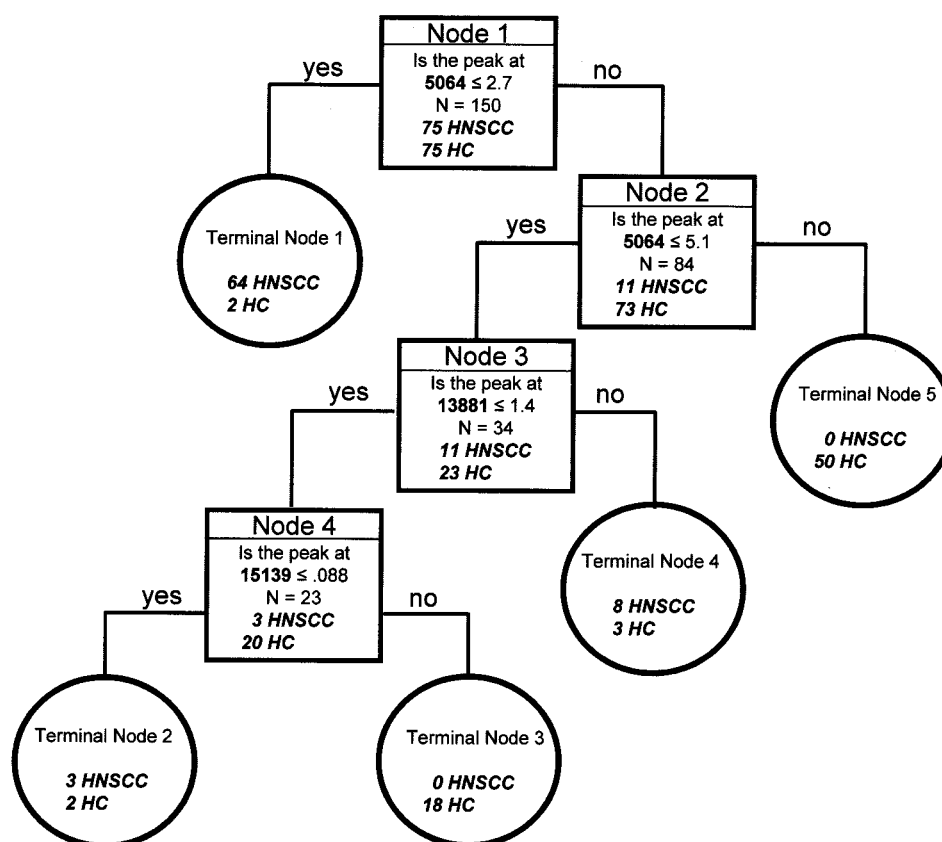 Node 1
Is the peak at
5064 ≤ 2.7
N = 150
75 HNSCC
75 HC
yes
no
Terminal Node 1
64 HNSCC
2 HC
Node 2
Is the peak at
5064 ≤ 5.1
N = 84
11 HNSCC
73 HC
yes
no
Node 3
Is the peak at
13881 ≤ 1.4
N = 34
11 HNSCC
23 HC
Terminal Node 5
0 HNSCC
50 HC
yes
no
Node 4
Is the peak at
15139 ≤ .088
N = 23
3 HNSCC
20 HC
Terminal Node 4
8 HNSCC
3 HC
yes
no
Terminal Node 2
3 HNSCC
2 HC
Terminal Node 3
0 HNSCC
18 HC